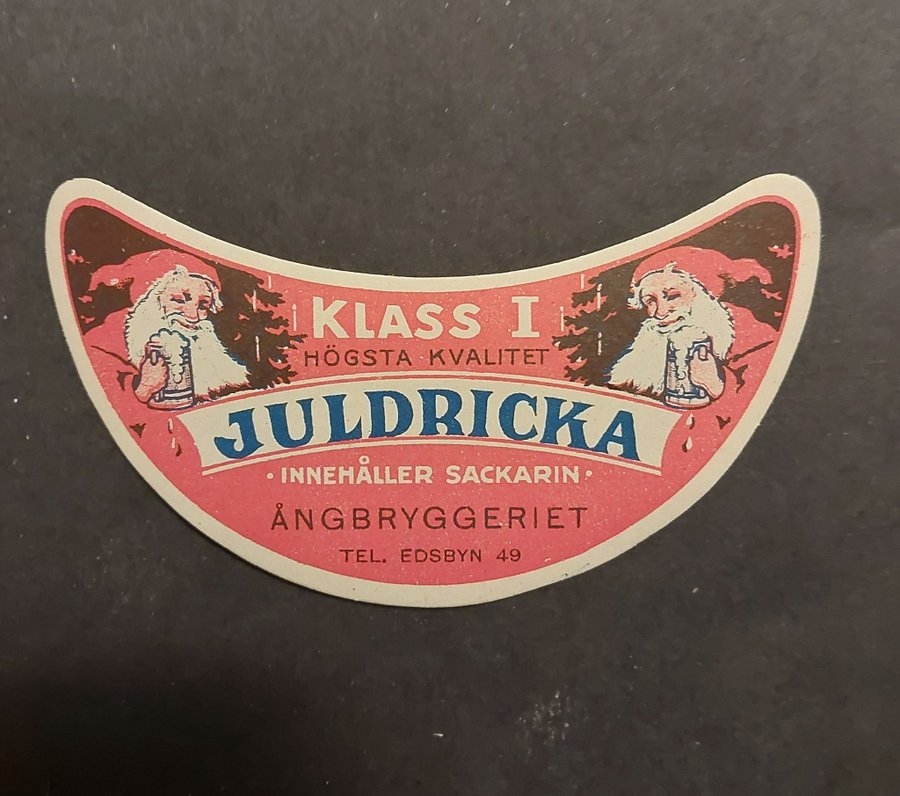 KLASS I
HÖGSTA KVALITET
JULDRICKA
·INNEHÅLLER SACKARIN·
ÅNGBRYGGERIET
TEL. EDSBYN 49